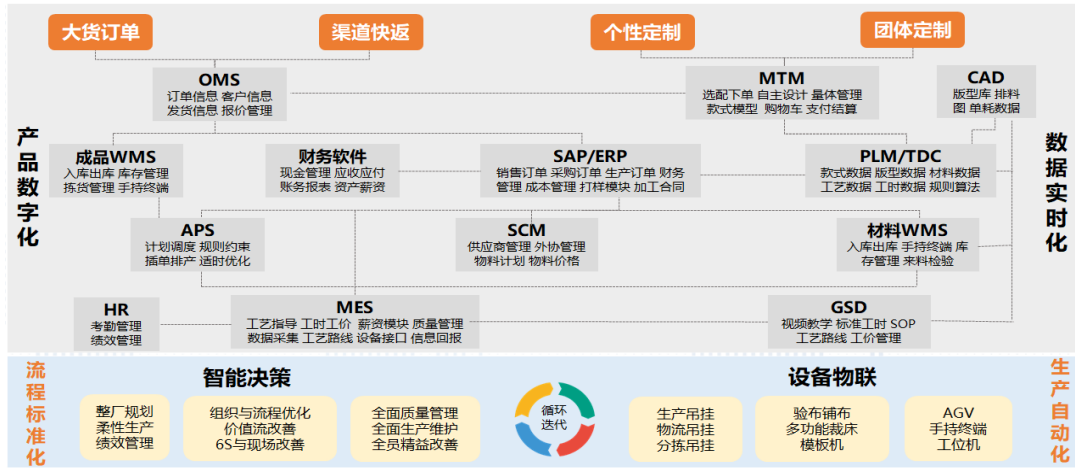 大货订单
渠道快返
个性定制
团体定制
产品数字化
数据实时化
OMS
订单信息 客户信息
发货信息 报价管理
MTM
选配下单 自主设计 量体管理
款式模型 购物车 支付结算
CAD
版型库 排料
图 单耗数据
成品WMS
入库出库 库存管理
拣货管理 手持终端
财务软件
现金管理 应收应付
账务报表 资产薪资
SAP/ERP
销售订单 采购订单 生产订单 财务
管理 成本管理 打样模块 加工合同
PLM/TDC
款式数据 版型数据 材料数据
工艺数据 工时数据 规则算法
APS
计划调度 规则约束
插单排产 适时优化
SCM
供应商管理 外协管理
物料计划 物料价格
材料WMS
入库出库 手持终端 库
存管理 来料检验
HR
考勤管理
绩效管理
MES
工艺指导 工时工价 薪资模块 质量管理
数据采集 工艺路线 设备接口 信息回报
GSD
视频教学 标准工时 SOP
工艺路线 工价管理
流程标准化
智能决策
整厂规划
柔性生产
绩效管理
组织与流程优化
价值流改善
6S与现场改善
全面质量管理
全面生产维护
全员精益改善
循环
迭代
设备物联
生产吊挂
物流吊挂
分拣吊挂
验布铺布
多功能裁床
模板机
AGV
手持终端
工位机
生产自动化